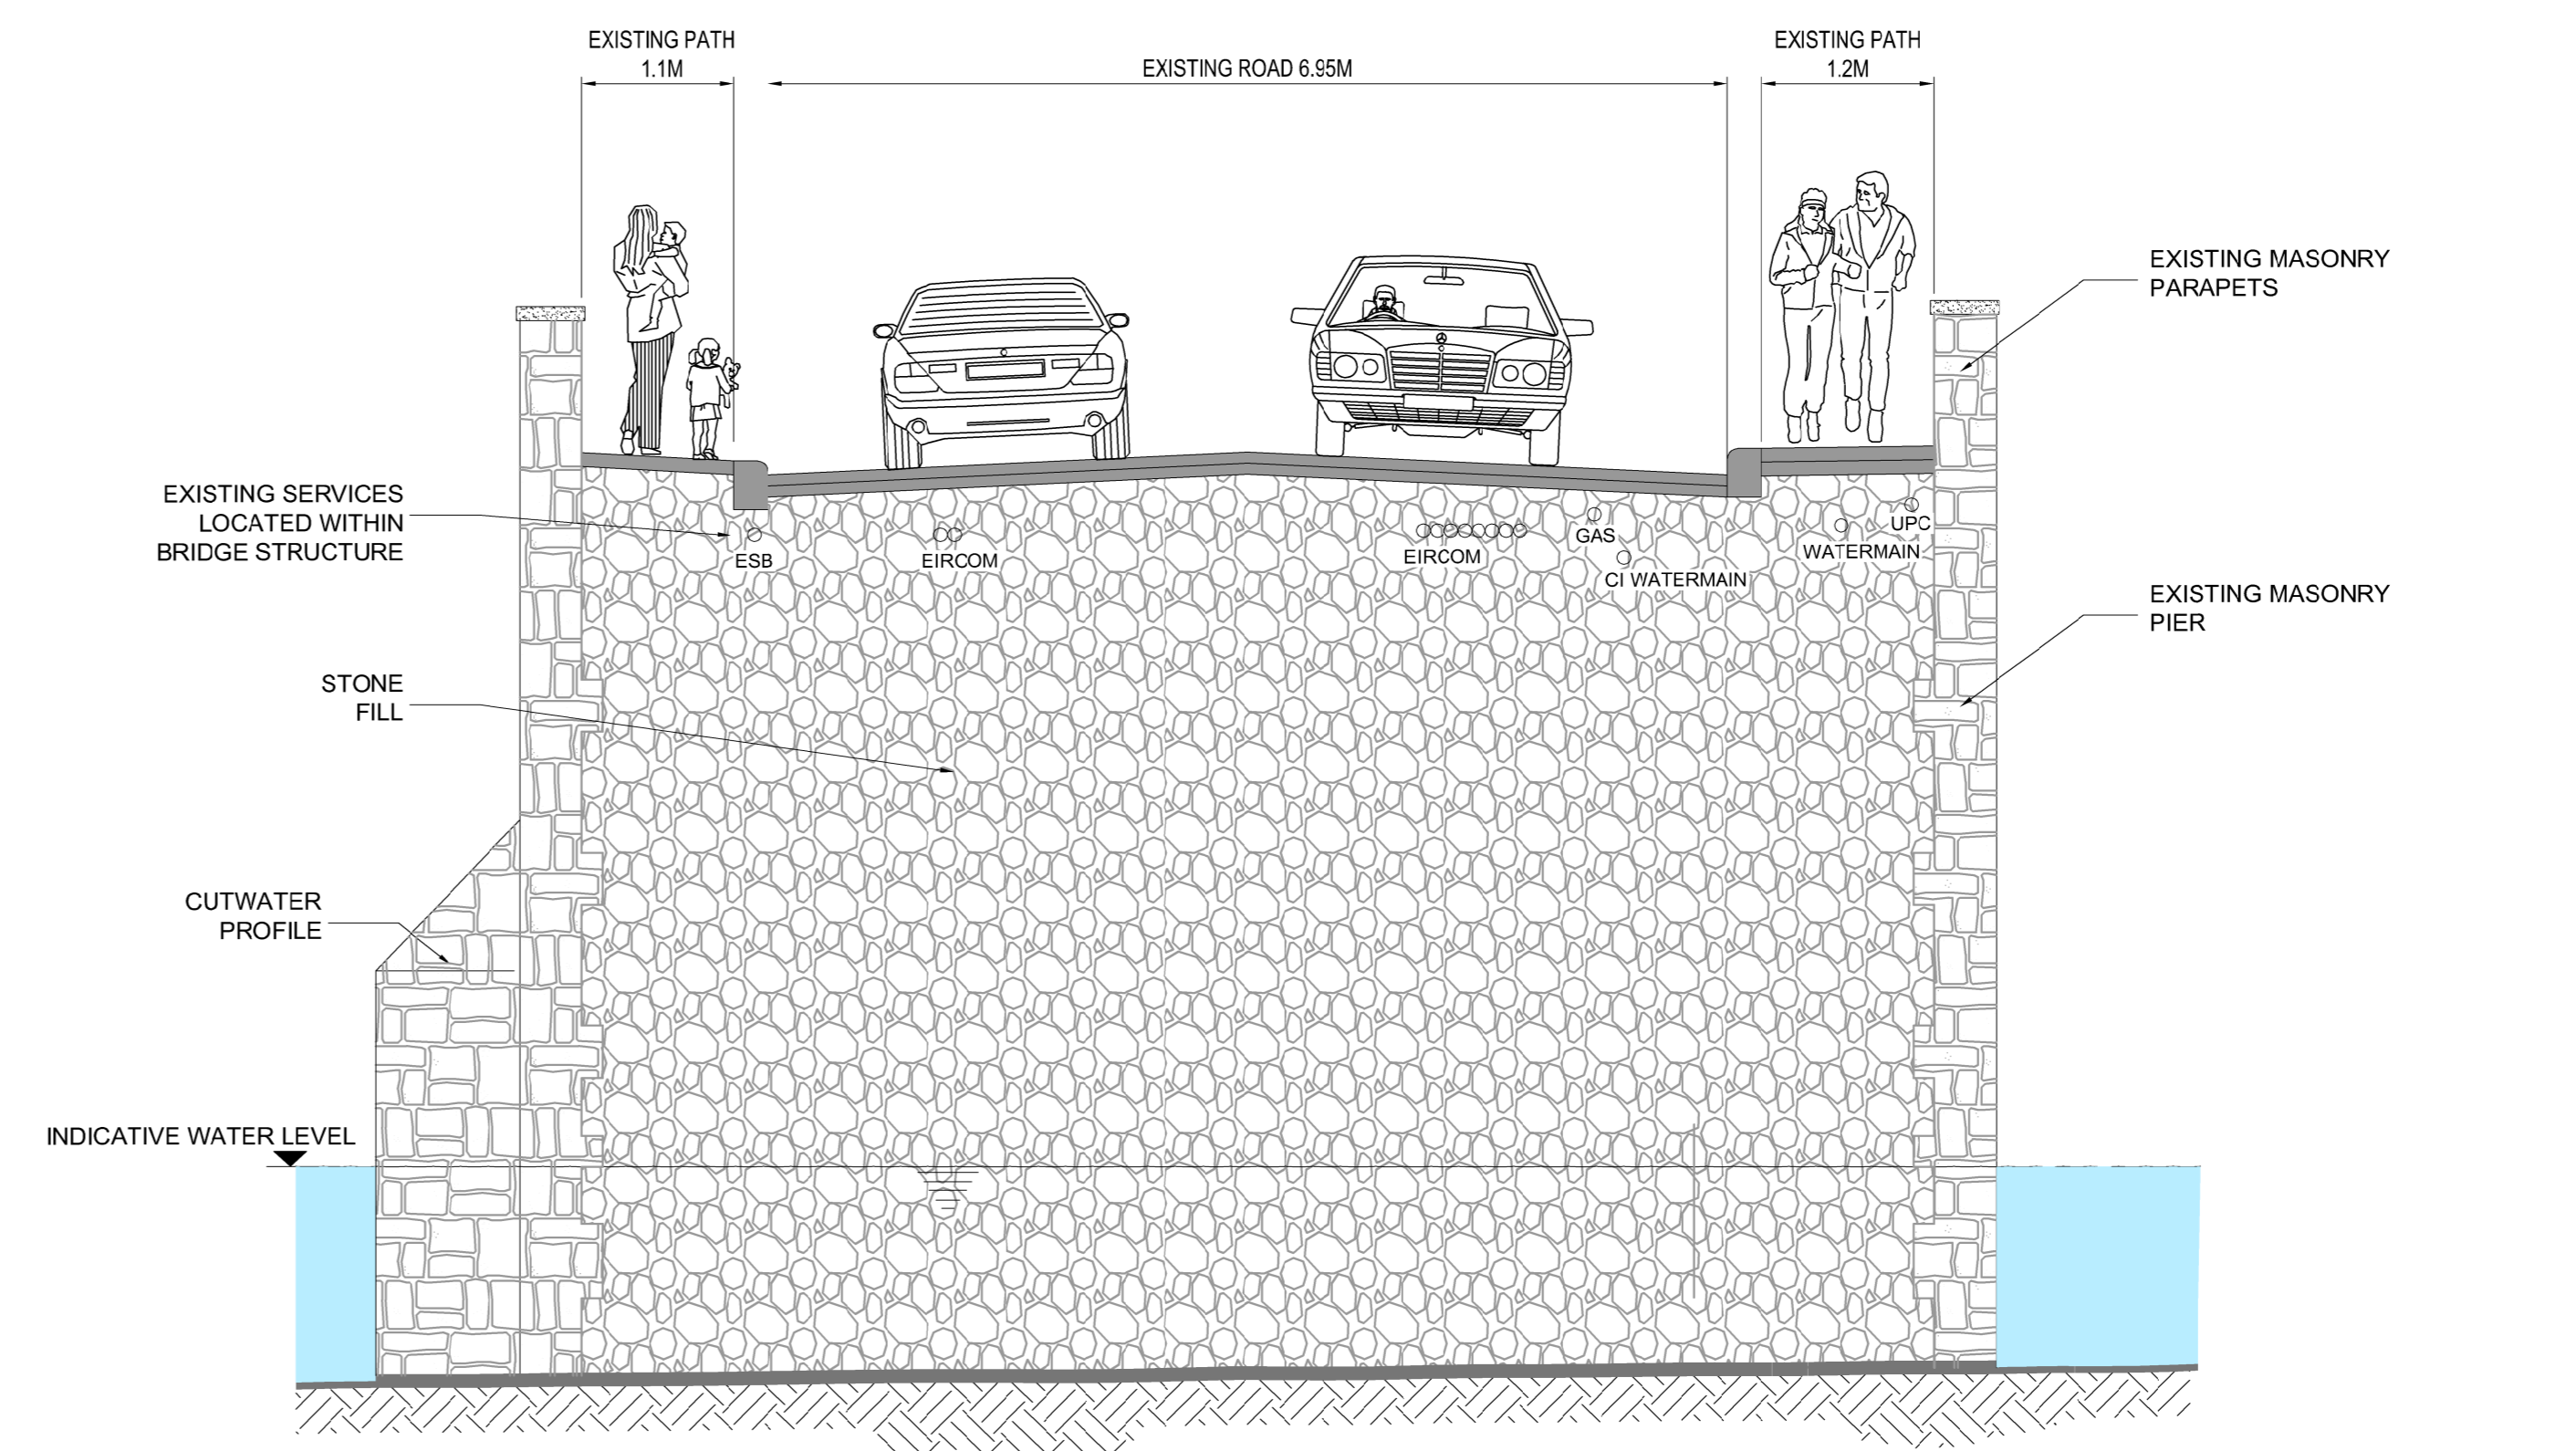 EXISTING PATH
1.1M
EXISTING ROAD 6.95M
EXISTING PATH
1.2M
EXISTING MASONRY
PARAPETS
EXISTING SERVICES
LOCATED WITHIN
BRIDGE STRUCTURE
ESB
EIRCOM
EIRCOM
GAS
CI WATERMAIN
WATERMAIN
UPC
EXISTING MASONRY
PIER
STONE
FILL
CUTWATER
PROFILE
INDICATIVE WATER LEVEL